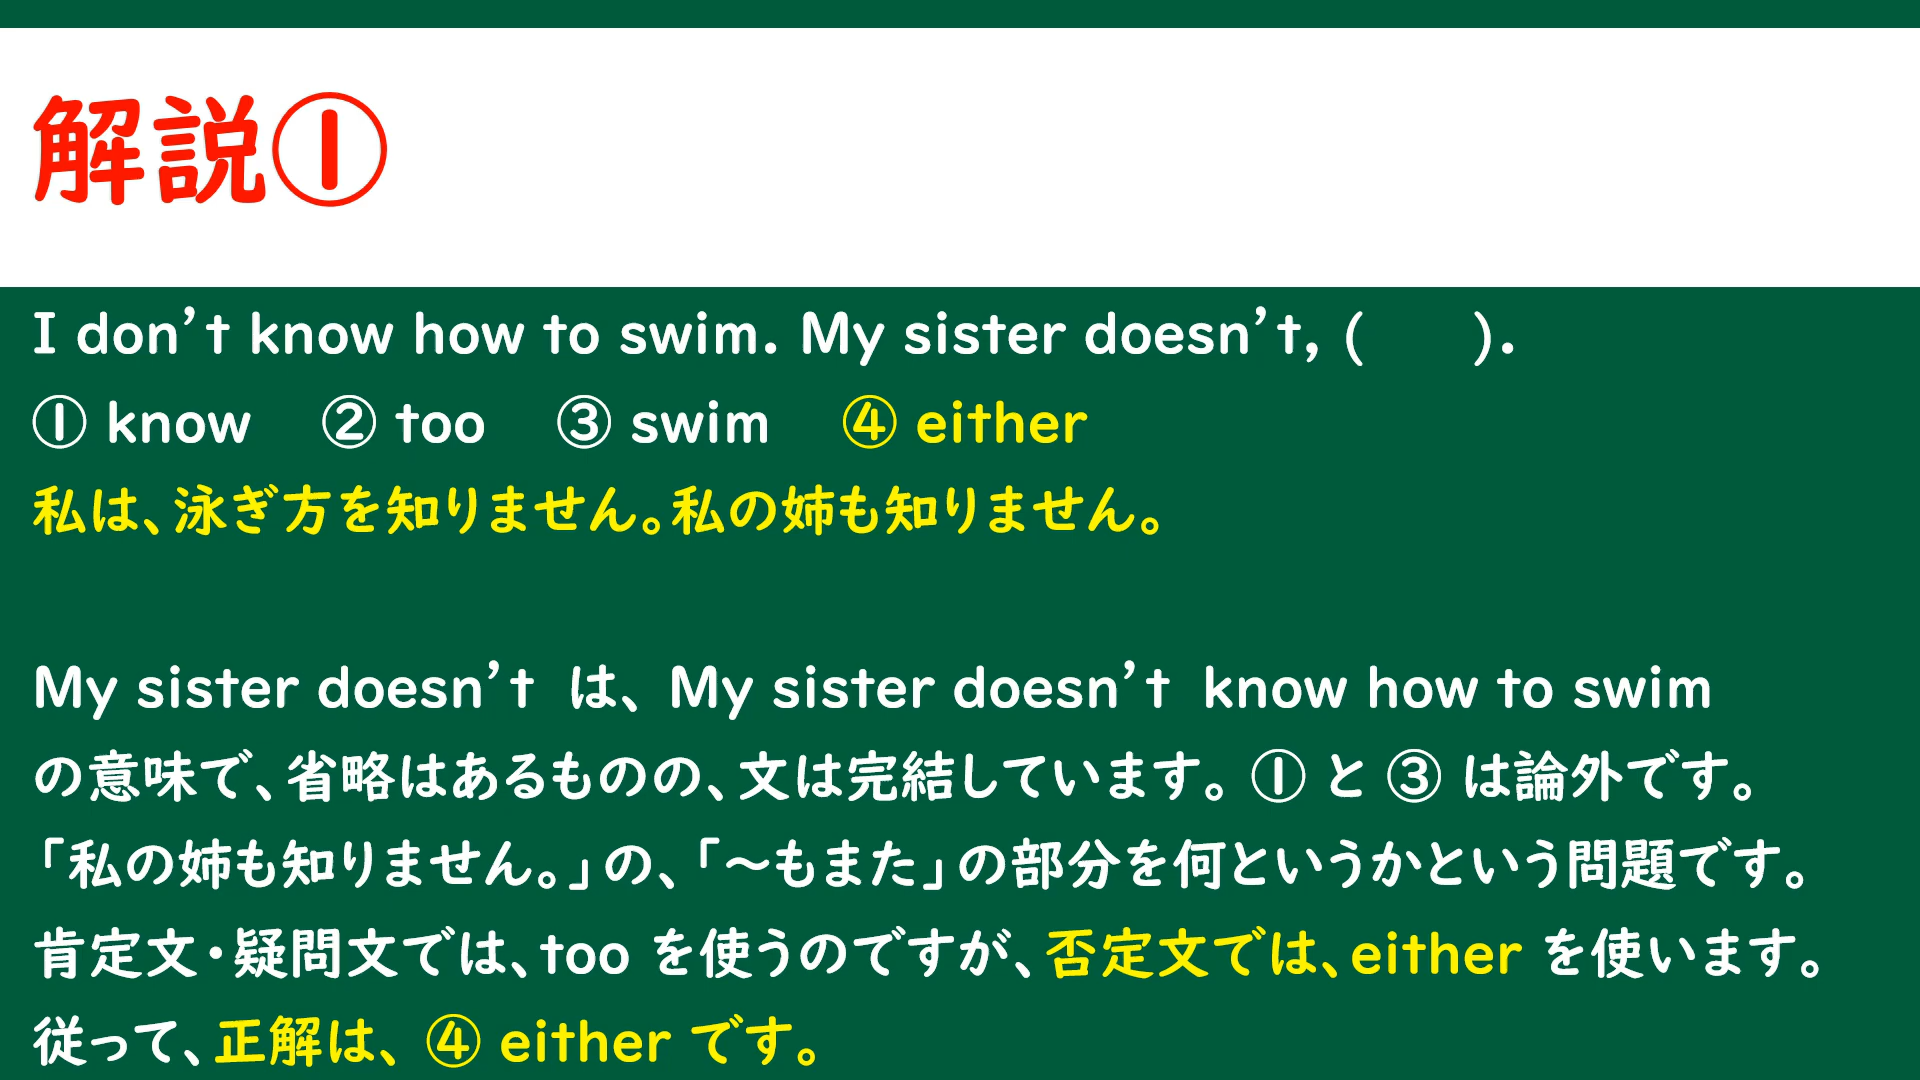 解説①
I don’t know how to swim. My sister doesn’t, (　　).
① know　② too　③ swim　④ either
私は、泳ぎ方を知りません。私の姉も知りません。
My sister doesn’t は、 My sister doesn’t know how to swim
の意味で、省略はあるものの、文は完結しています。 ① と ③ は論外です。
「私の姉も知りません。」の、「～もまた」の部分を何というかという問題です。
肯定文・疑問文では、too を使うのですが、否定文では、either を使います。
従って、正解は、 ④ either です。